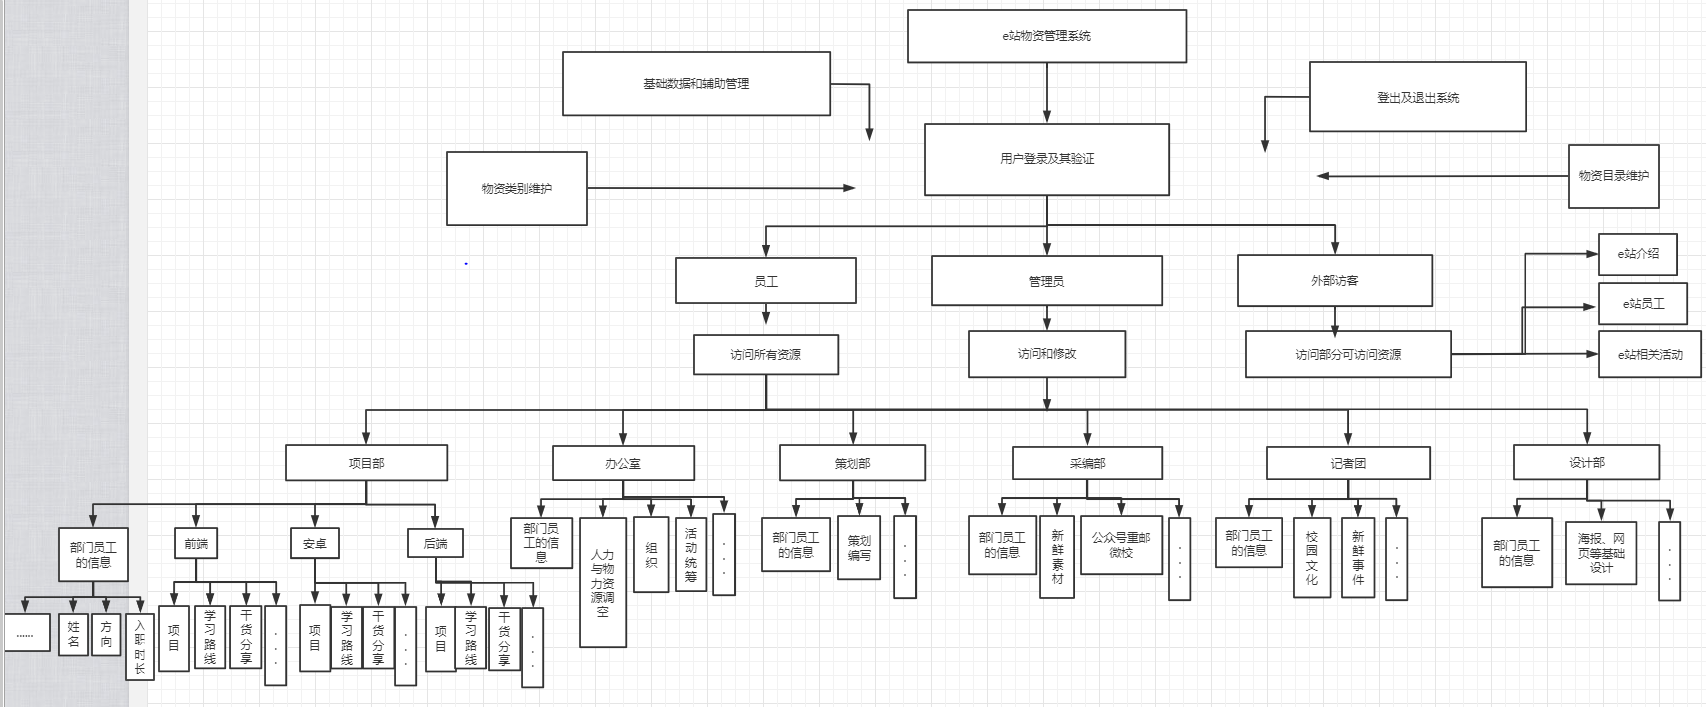 e站物资管理系统
基础数据和辅助管理
登出及退出系统
用户登录及其验证
物资类别维护
物资目录维护
员工
管理员
外部访客
e站介绍
e站员工
访问所有资源
访问和修改
访问部分可访问资源
e站相关活动
项目部
办公室
策划部
采编部
记者团
设计部
部门员工
的信息
前端
安卓
后端
部门员
工的信
息
人力
与物
力资
源调
空
组
织
活
动
统
筹
.
.
.
部门员工
的信息
策划
编写
.
.
.
部门员工
的信息
新
鲜
素
材
公众号重邮
微校
.
.
.
部门员工
的信息
校
园
文
化
新
鲜
事
件
.
.
.
部门员工
的信息
海报、网
页等基础
设计
.
.
.
......
姓
名
方
向
入
职
时
长
项
目
学
习
路
线
干
货
分
享
.
.
.
项
目
学
习
路
线
干
货
分
享
.
.
.
项
目
学
习
路
线
干
货
分
享
.
.
.